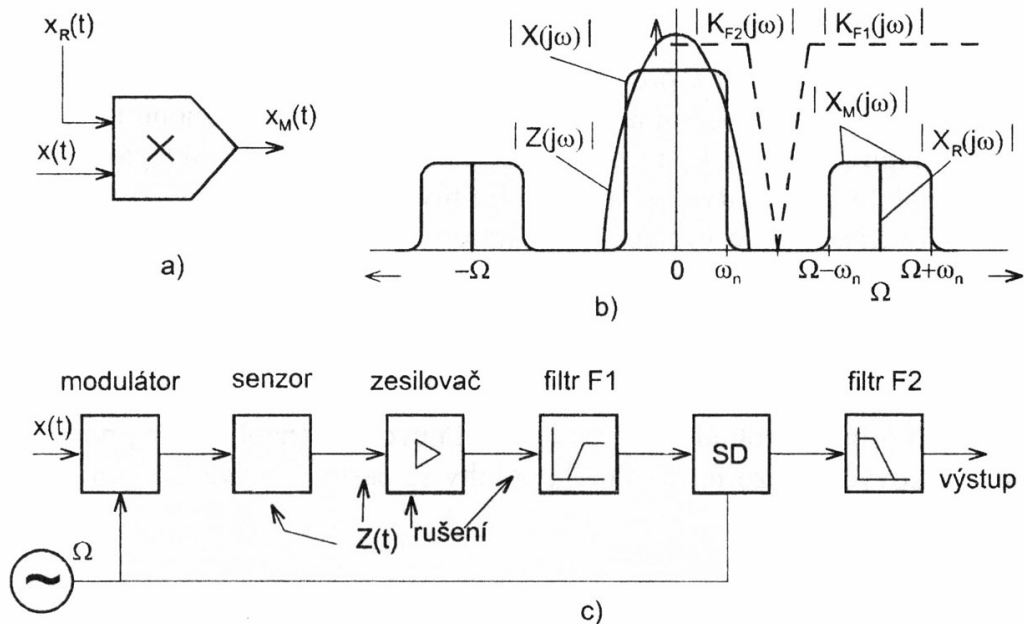 x_R(t)
x(t)
x_M(t)
a)
|X(jω)|
|K_F2(jω)|
|K_F1(jω)|
|Z(jω)|
|X_M(jω)|
|X_R(jω)|
-Ω
0
ω_n
Ω-ω_n
Ω
Ω+ω_n
b)
modulátor
senzor
zesilovač
filtr F1
filtr F2
x(t)
SD
výstup
Z(t)
rušení
Ω
c)